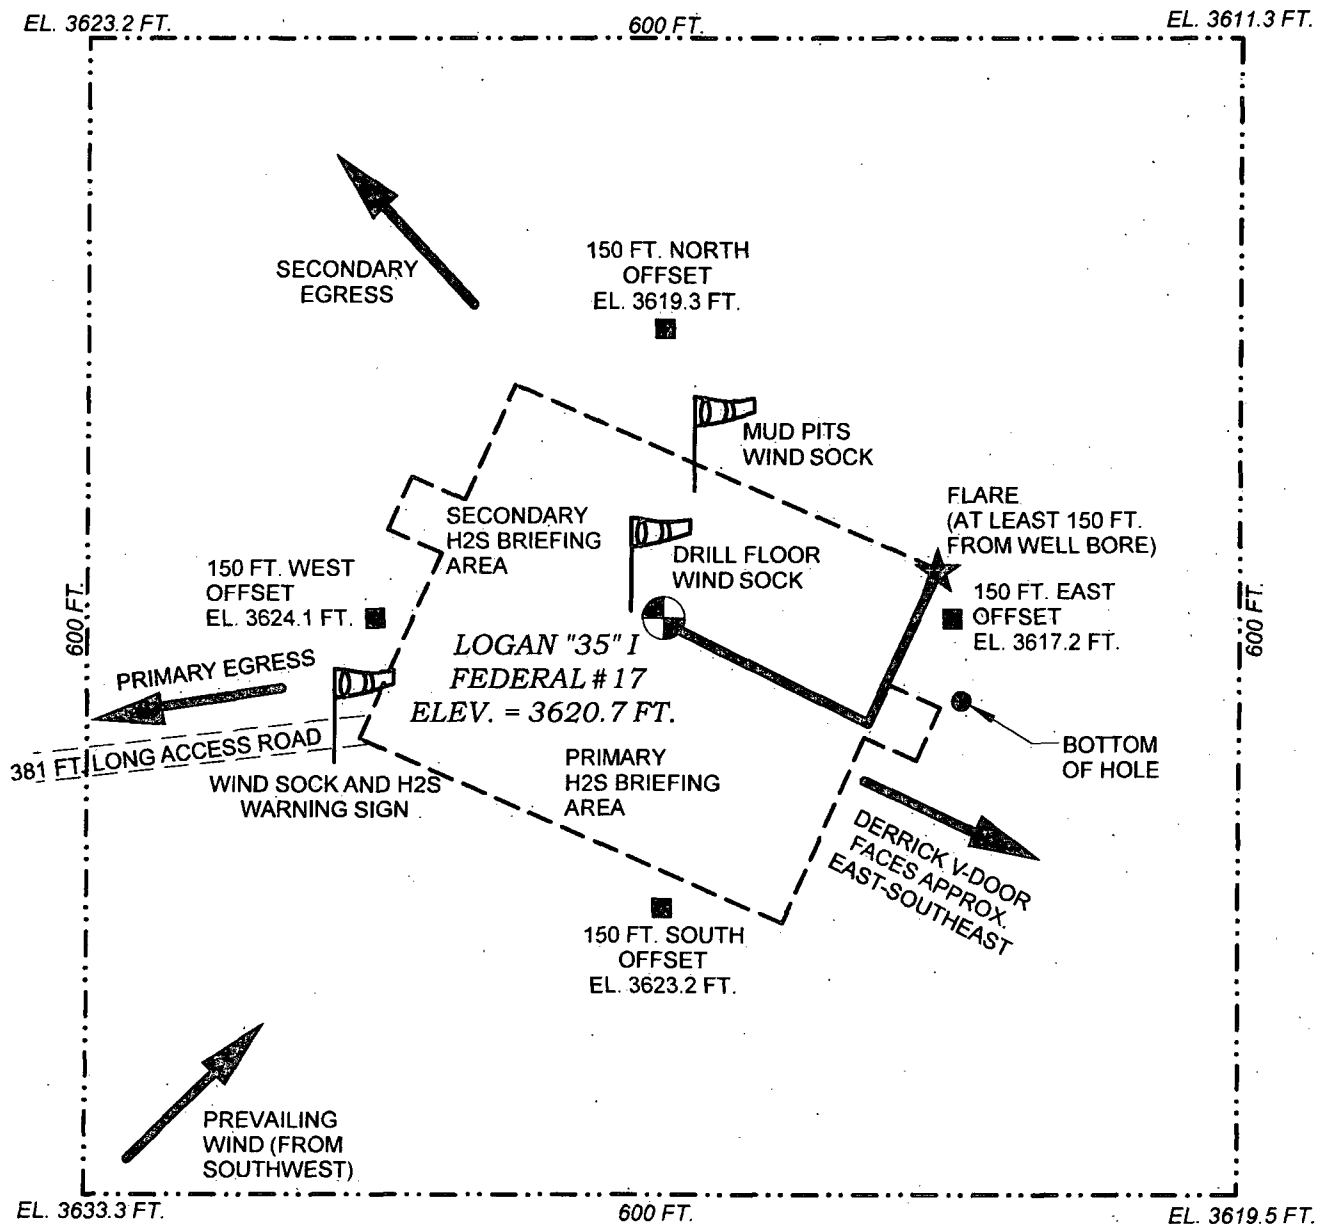 EL. 3623.2 FT.
600 FT.
EL. 3611.3 FT.
SECONDARY
EGRESS
150 FT. NORTH
OFFSET
EL. 3619.3 FT.
MUD PITS
WIND SOCK
FLARE
(AT LEAST 150 FT.
FROM WELL BORE)
SECONDARY
H2S BRIEFING
AREA
DRILL FLOOR
WIND SOCK
150 FT. WEST
OFFSET
EL. 3624.1 FT.
150 FT. EAST
OFFSET
EL. 3617.2 FT.
600 FT.
600 FT.
LOGAN "35" I
FEDERAL # 17
ELEV. = 3620.7 FT.
PRIMARY EGRESS
381 FT. LONG ACCESS ROAD
WIND SOCK AND H2S
WARNING SIGN
PRIMARY
H2S BRIEFING
AREA
BOTTOM
OF HOLE
DERRICK V-DOOR
FACES APPROX.
EAST-SOUTHEAST
150 FT. SOUTH
OFFSET
EL. 3623.2 FT.
PREVAILING
WIND (FROM
SOUTHWEST)
EL. 3633.3 FT.
600 FT.
EL. 3619.5 FT.